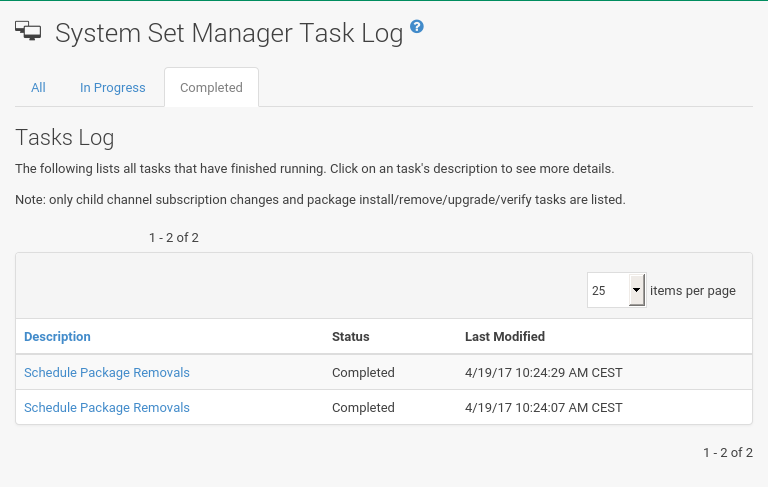 System Set Manager Task Log ?
All In Progress Completed
Tasks Log
The following lists all tasks that have finished running. Click on an task's description to see more details.
Note: only child channel subscription changes and package install/remove/upgrade/verify tasks are listed.
1 - 2 of 2
25 items per page
Description Status Last Modified
Schedule Package Removals Completed 4/19/17 10:24:29 AM CEST
Schedule Package Removals Completed 4/19/17 10:24:07 AM CEST
1 - 2 of 2